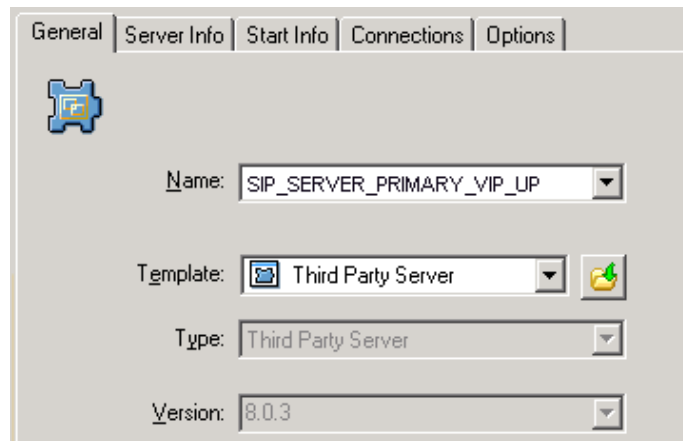 General Server Info Start Info Connections Options
Name: SIP_SERVER_PRIMARY_VIP_UP
Template: Third Party Server
Type: Third Party Server
Version: 8.0.3